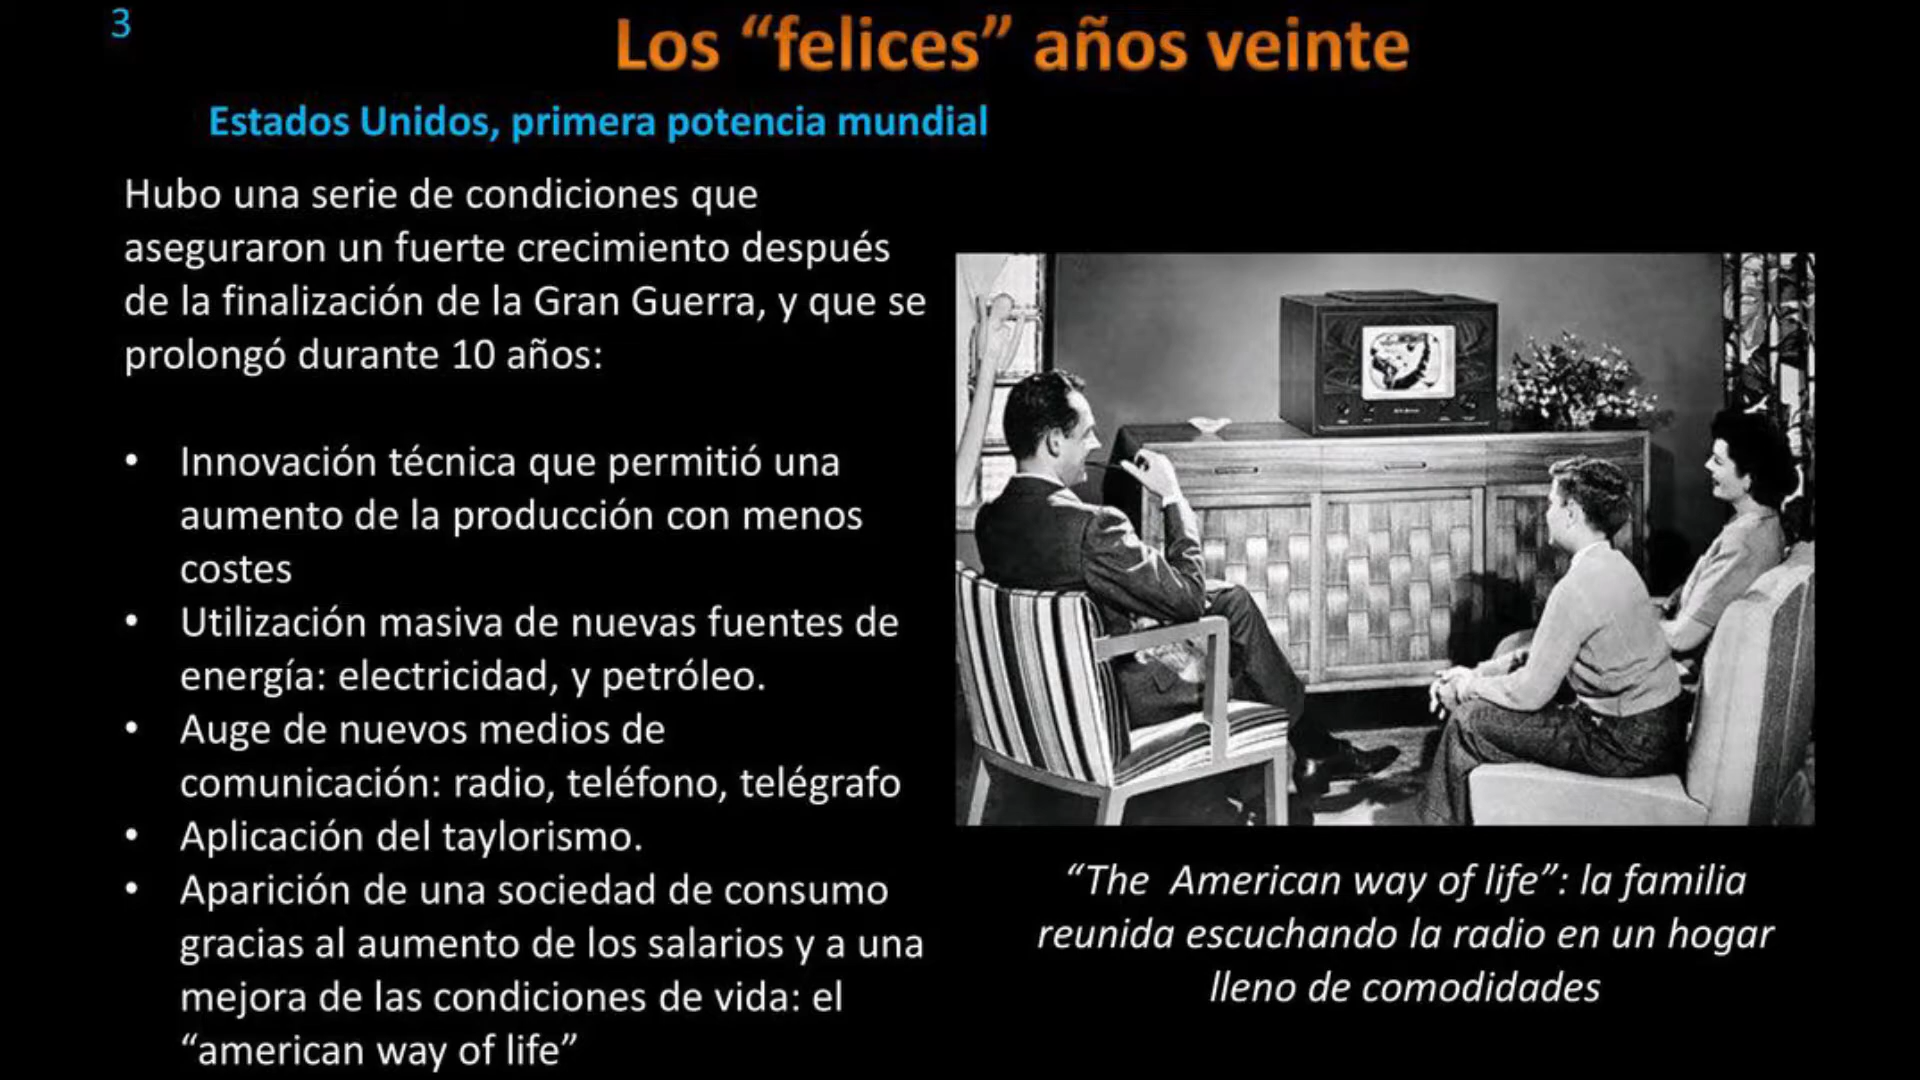 3
Los “felices” años veinte
Estados Unidos, primera potencia mundial
Hubo una serie de condiciones que
aseguraron un fuerte crecimiento después
de la finalización de la Gran Guerra, y que se
prolongó durante 10 años:
• Innovación técnica que permitió una
aumento de la producción con menos
costes
• Utilización masiva de nuevas fuentes de
energía: electricidad, y petróleo.
• Auge de nuevos medios de
comunicación: radio, teléfono, telégrafo
• Aplicación del taylorismo.
• Aparición de una sociedad de consumo
gracias al aumento de los salarios y a una
mejora de las condiciones de vida: el
“american way of life”
“The American way of life”: la familia
reunida escuchando la radio en un hogar
lleno de comodidades